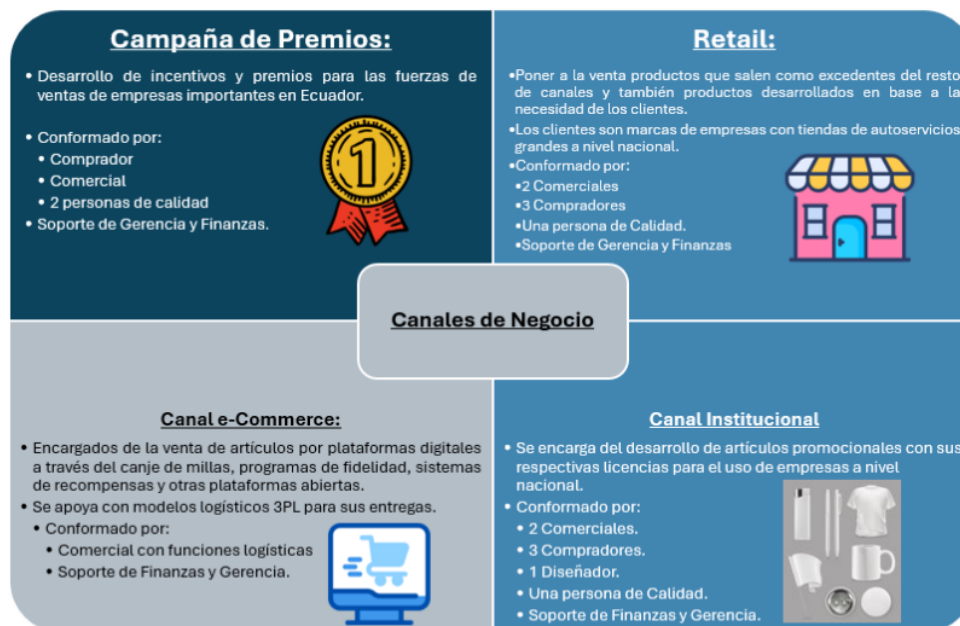 Campaña de Premios:
• Desarrollo de incentivos y premios para las fuerzas de
ventas de empresas importantes en Ecuador.
• Conformado por:
• Comprador
• Comercial
• 2 personas de calidad
• Soporte de Gerencia y Finanzas.
1
Retail:
•Poner a la venta productos que salen como excedentes del resto
de canales y también productos desarrollados en base a la
necesidad de los clientes.
•Los clientes son marcas de empresas con tiendas de autoservicios
grandes a nivel nacional.
•Conformado por:
▪2 Comerciales
▪3 Compradores
▪Una persona de Calidad.
▪Soporte de Gerencia y Finanzas
Canales de Negocio
Canal e-Commerce:
• Encargados de la venta de artículos por plataformas digitales
a través del canje de millas, programas de fidelidad, sistemas
de recompensas y otras plataformas abiertas.
• Se apoya con modelos logísticos 3PL para sus entregas.
• Conformado por:
• Comercial con funciones logísticas
• Soporte de Finanzas y Gerencia.
Canal Institucional
• Se encarga del desarrollo de artículos promocionales con sus
respectivas licencias para el uso de empresas a nivel
nacional.
• Conformado por:
• 2 Comerciales.
• 3 Compradores.
• 1 Diseñador.
• Una persona de Calidad.
• Soporte de Finanzas y Gerencia.